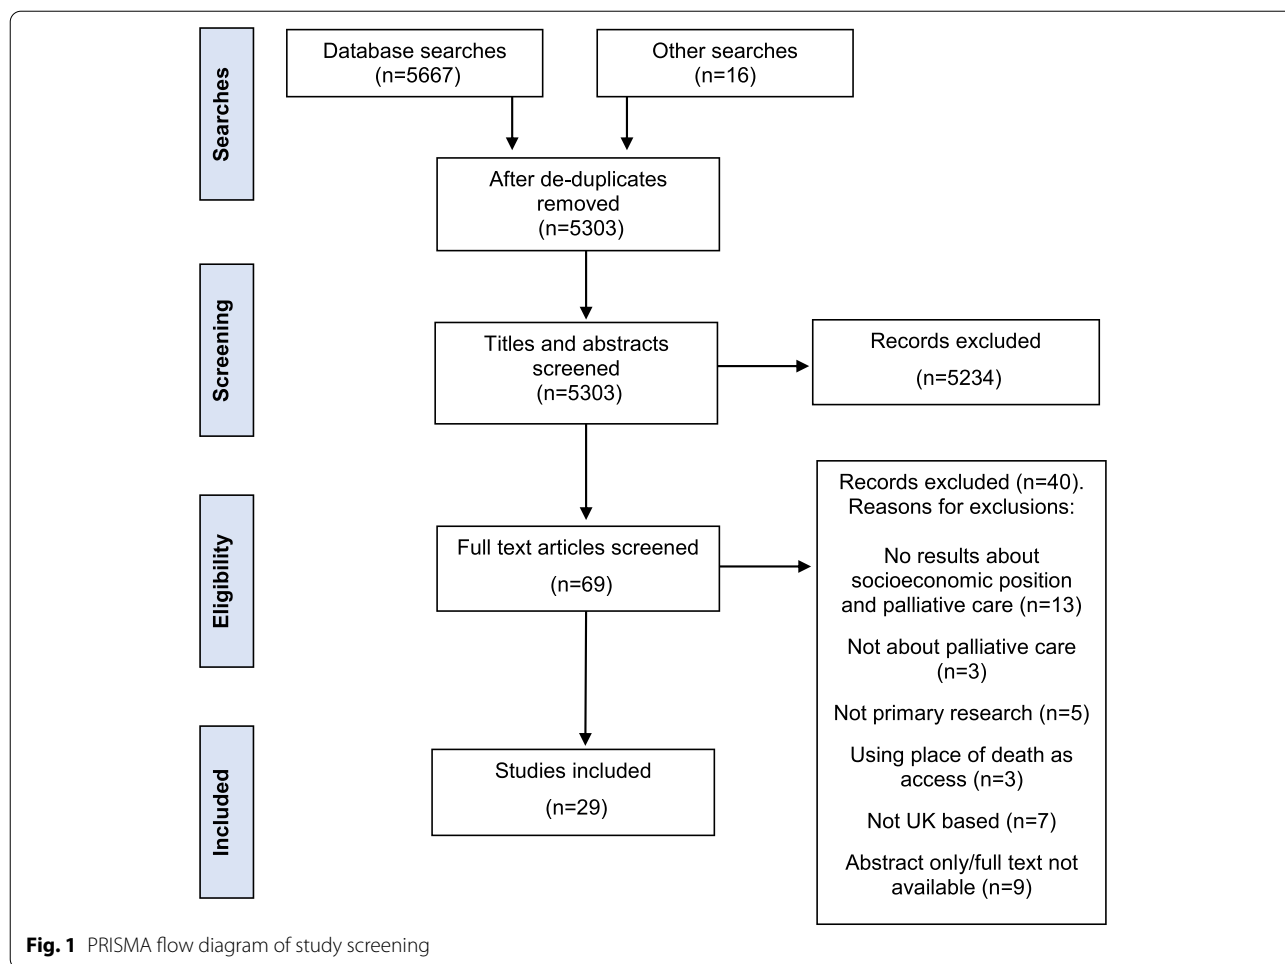 Searches
Database searches
(n=5667)
Other searches
(n=16)
After de-duplicates
removed
(n=5303)
Screening
Titles and abstracts
screened
(n=5303)
Records excluded
(n=5234)
Eligibility
Full text articles screened
(n=69)
Records excluded (n=40).
Reasons for exclusions:
No results about
socioeconomic position
and palliative care (n=13)
Not about palliative care
(n=3)
Not primary research (n=5)
Using place of death as
access (n=3)
Not UK based (n=7)
Abstract only/full text not
available (n=9)
Included
Studies included
(n=29)
Fig. 1 PRISMA flow diagram of study screening